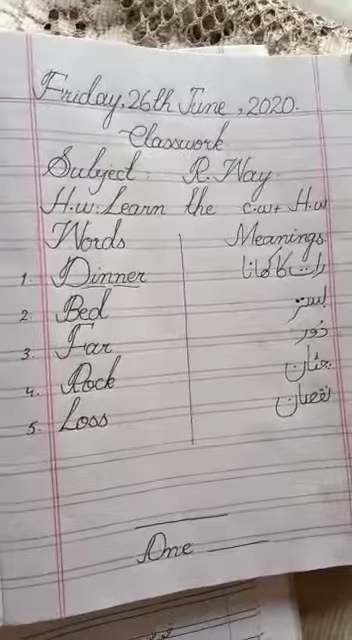 Friday, 26th June, 2020.
Classwork
Subject: R. Way
H.w: Learn the c.w + H.w
Words Meanings
1. Dinner رات کا کھانا
2. Bed بستر
3. Far دور
4. Rock چٹان
5. Loss نقصان
One